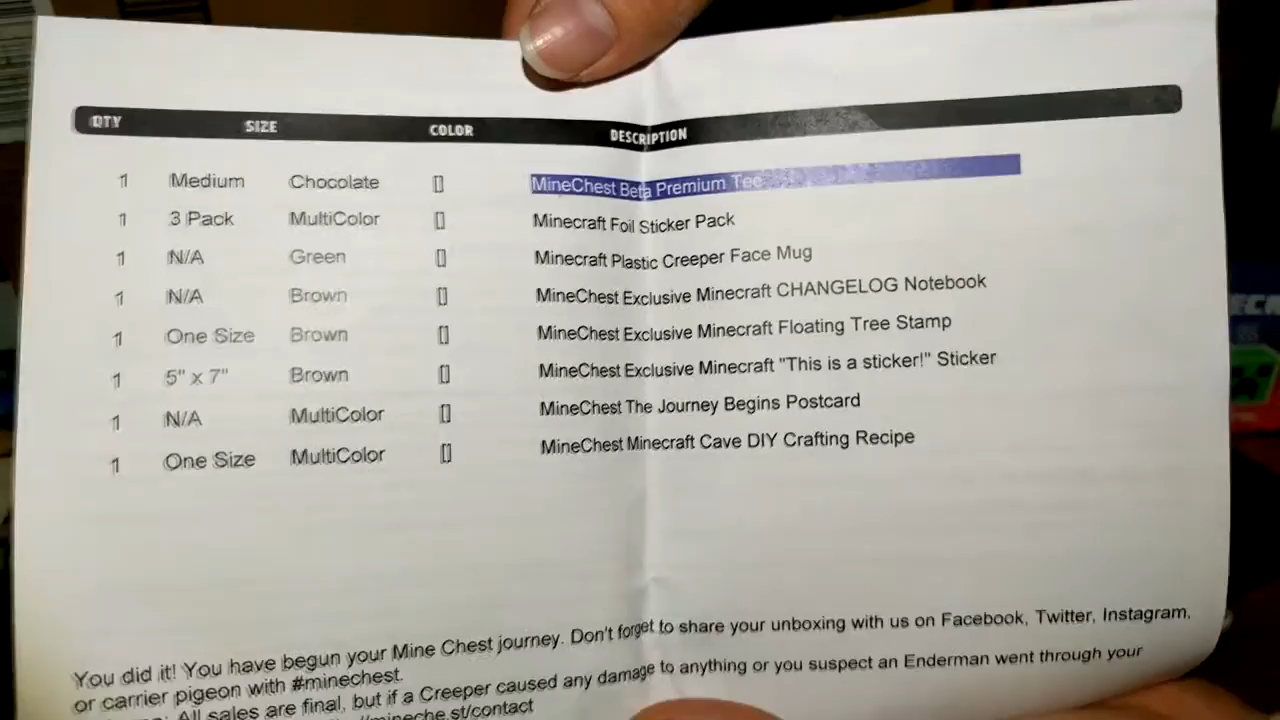 QTY SIZE COLOR DESCRIPTION
1 Medium Chocolate [] MineChest Beta Premium Tee
1 3 Pack MultiColor [] Minecraft Foil Sticker Pack
1 N/A Green [] Minecraft Plastic Creeper Face Mug
1 N/A Brown [] MineChest Exclusive Minecraft CHANGELOG Notebook
1 One Size Brown [] MineChest Exclusive Minecraft Floating Tree Stamp
1 5" x 7" Brown [] MineChest Exclusive Minecraft "This is a sticker!" Sticker
1 N/A MultiColor [] MineChest The Journey Begins Postcard
1 One Size MultiColor [] MineChest Minecraft Cave DIY Crafting Recipe
You did it! You have begun your Mine Chest journey. Don't forget to share your unboxing with us on Facebook, Twitter, Instagram,
or carrier pigeon with #minechest.
All sales are final, but if a Creeper caused any damage to anything or you suspect an Enderman went through your
mineche.st/contact